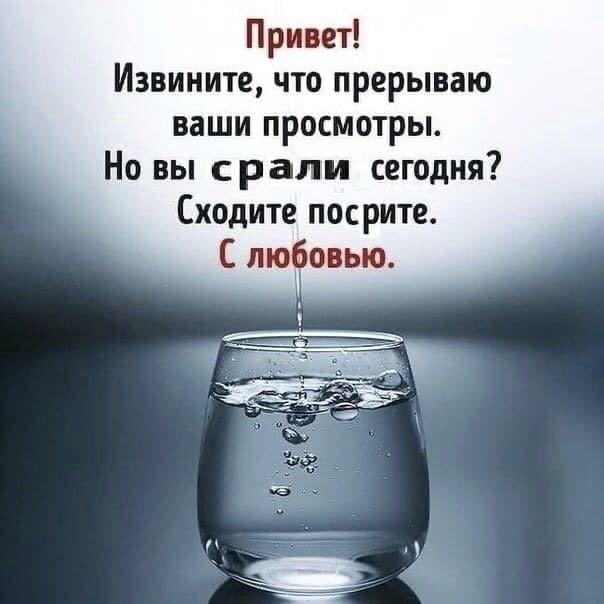 Привет!
Извините, что прерываю
ваши просмотры.
Но вы срали сегодня?
Сходите посрите.
С любовью.